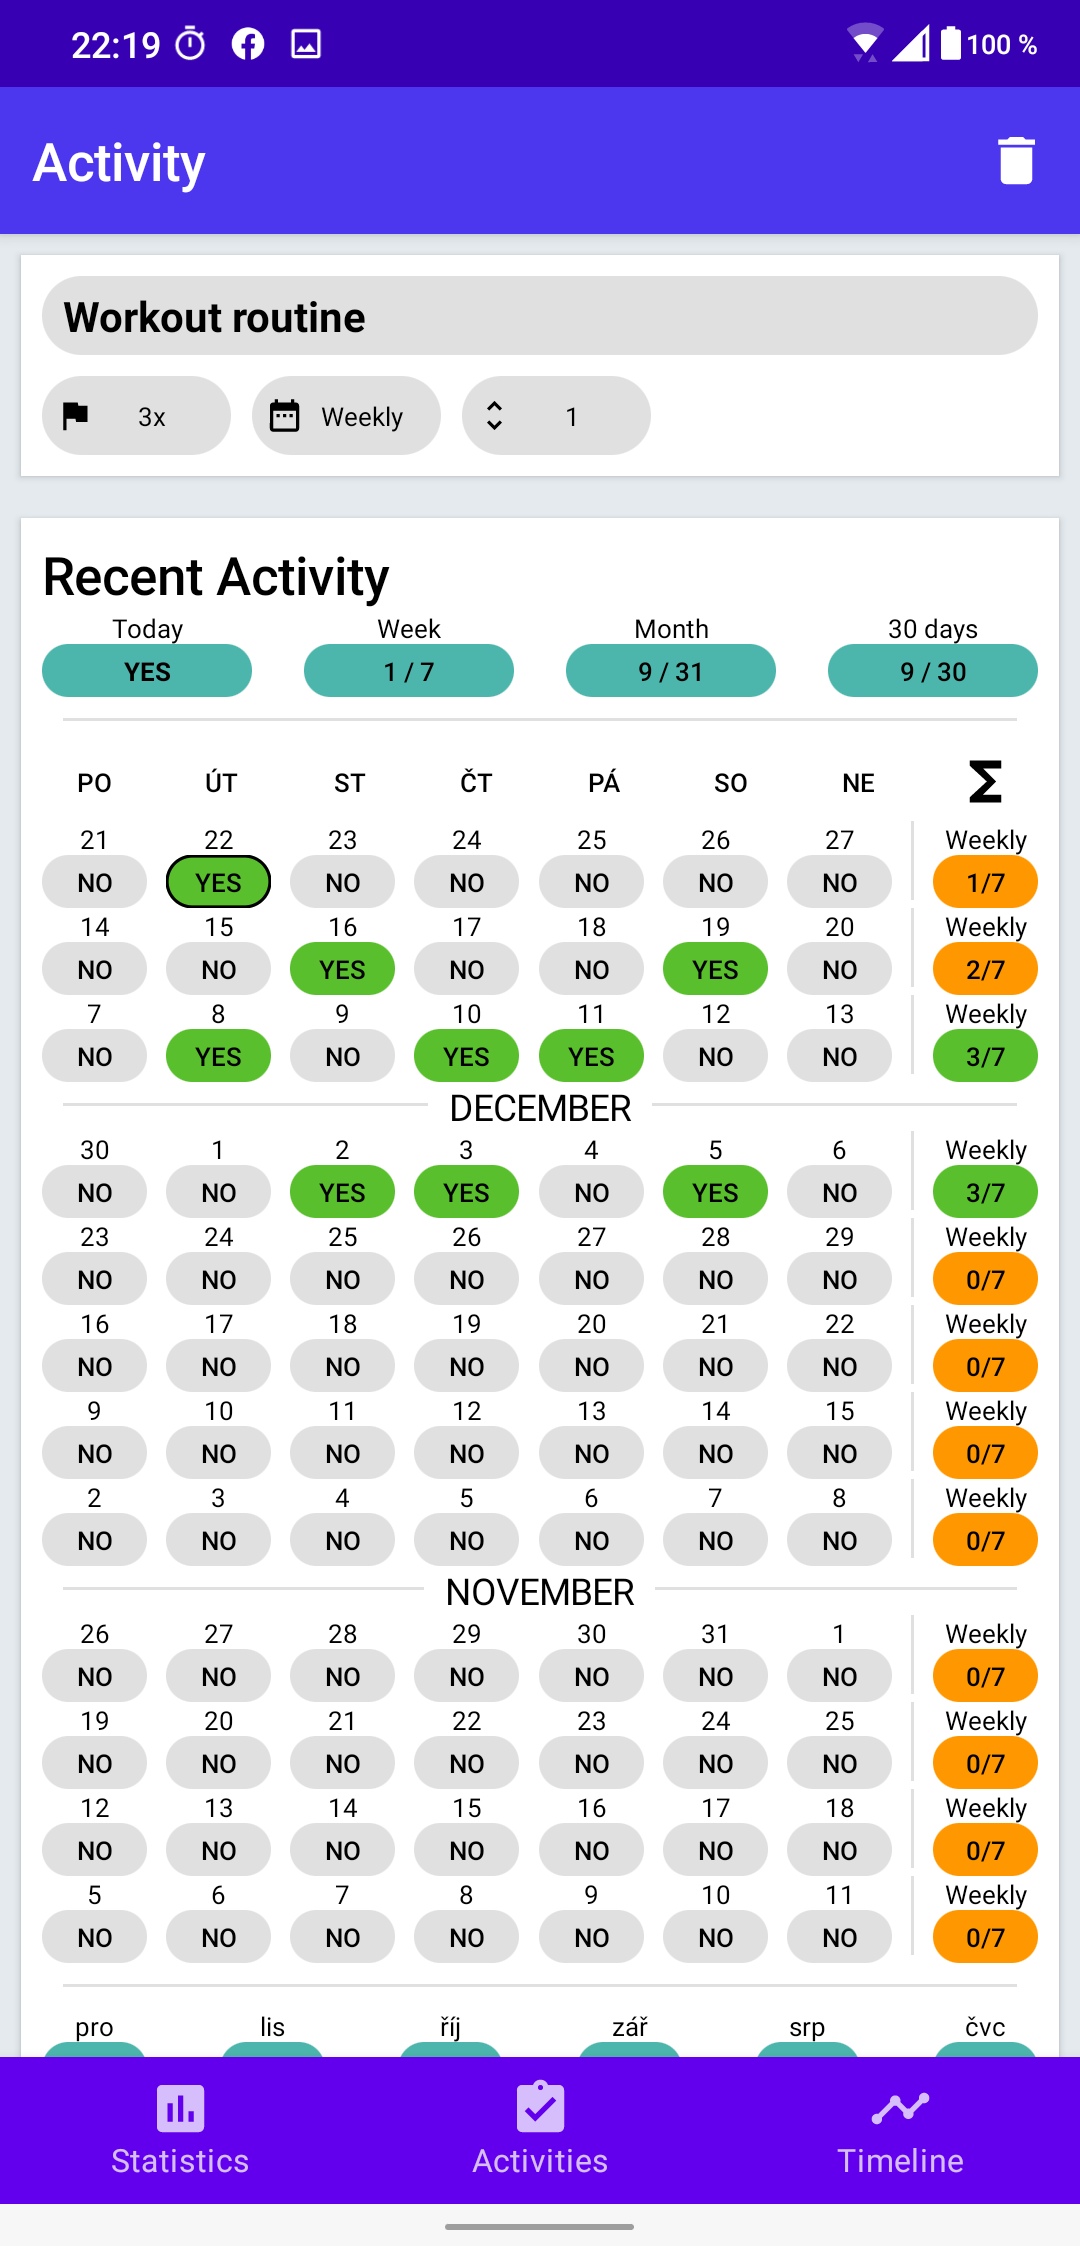 22:19 100 %
Activity
Workout routine
3x Weekly 1
Recent Activity
Today Week Month 30 days
YES 1 / 7 9 / 31 9 / 30
PO ÚT ST ČT PÁ SO NE Σ
21 22 23 24 25 26 27 Weekly
NO YES NO NO NO NO NO 1/7
14 15 16 17 18 19 20 Weekly
NO NO YES NO NO YES NO 2/7
7 8 9 10 11 12 13 Weekly
NO YES NO YES YES NO NO 3/7
DECEMBER
30 1 2 3 4 5 6 Weekly
NO NO YES YES NO YES NO 3/7
23 24 25 26 27 28 29 Weekly
NO NO NO NO NO NO NO 0/7
16 17 18 19 20 21 22 Weekly
NO NO NO NO NO NO NO 0/7
9 10 11 12 13 14 15 Weekly
NO NO NO NO NO NO NO 0/7
2 3 4 5 6 7 8 Weekly
NO NO NO NO NO NO NO 0/7
NOVEMBER
26 27 28 29 30 31 1 Weekly
NO NO NO NO NO NO NO 0/7
19 20 21 22 23 24 25 Weekly
NO NO NO NO NO NO NO 0/7
12 13 14 15 16 17 18 Weekly
NO NO NO NO NO NO NO 0/7
5 6 7 8 9 10 11 Weekly
NO NO NO NO NO NO NO 0/7
pro lis říj zář srp čvc
Statistics Activities Timeline